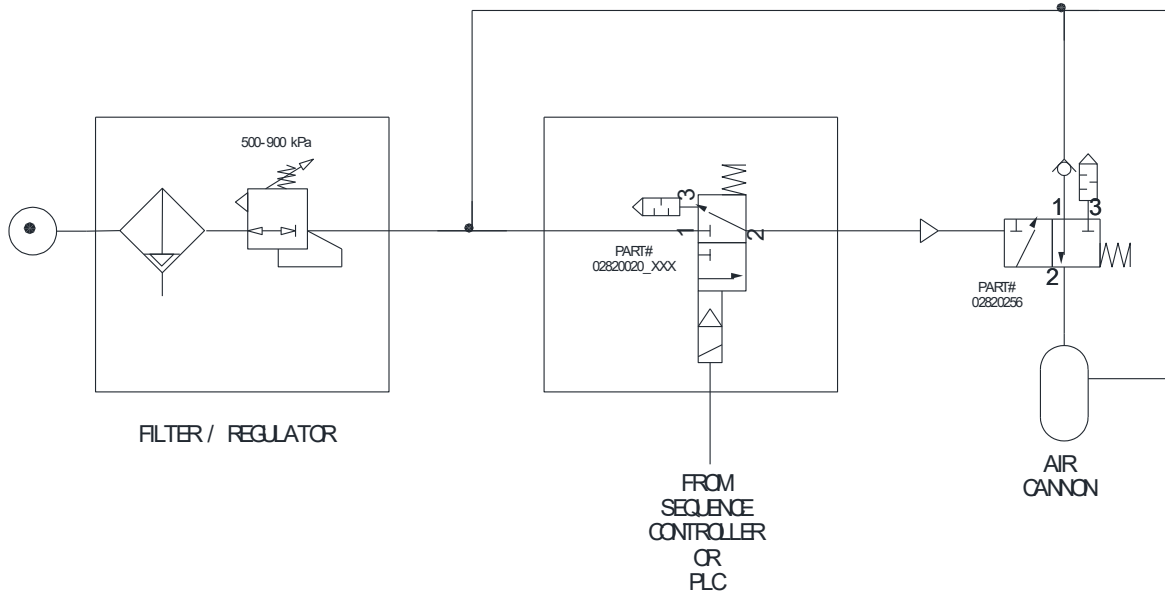 500-900 kPa
FILTER / REGULATOR
3
1
2
PART#
02820020_XXX
FROM
SEQUENCE
CONTROLLER
OR
PLC
1
3
2
PART#
02820256
AIR
CANNON